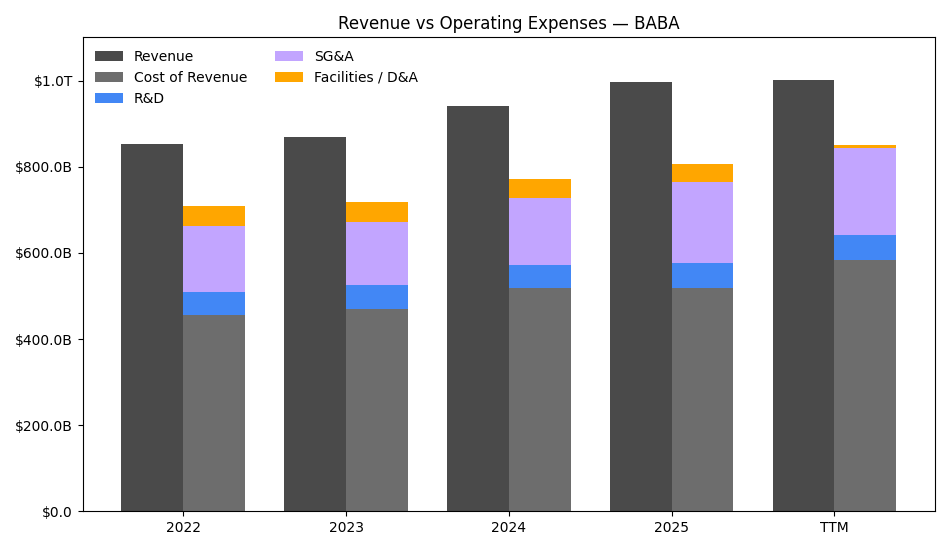 Revenue vs Operating Expenses — BABA
Revenue
Cost of Revenue
R&D
SG&A
Facilities / D&A
$1.0T
$800.0B
$600.0B
$400.0B
$200.0B
$0.0
2022
2023
2024
2025
TTM